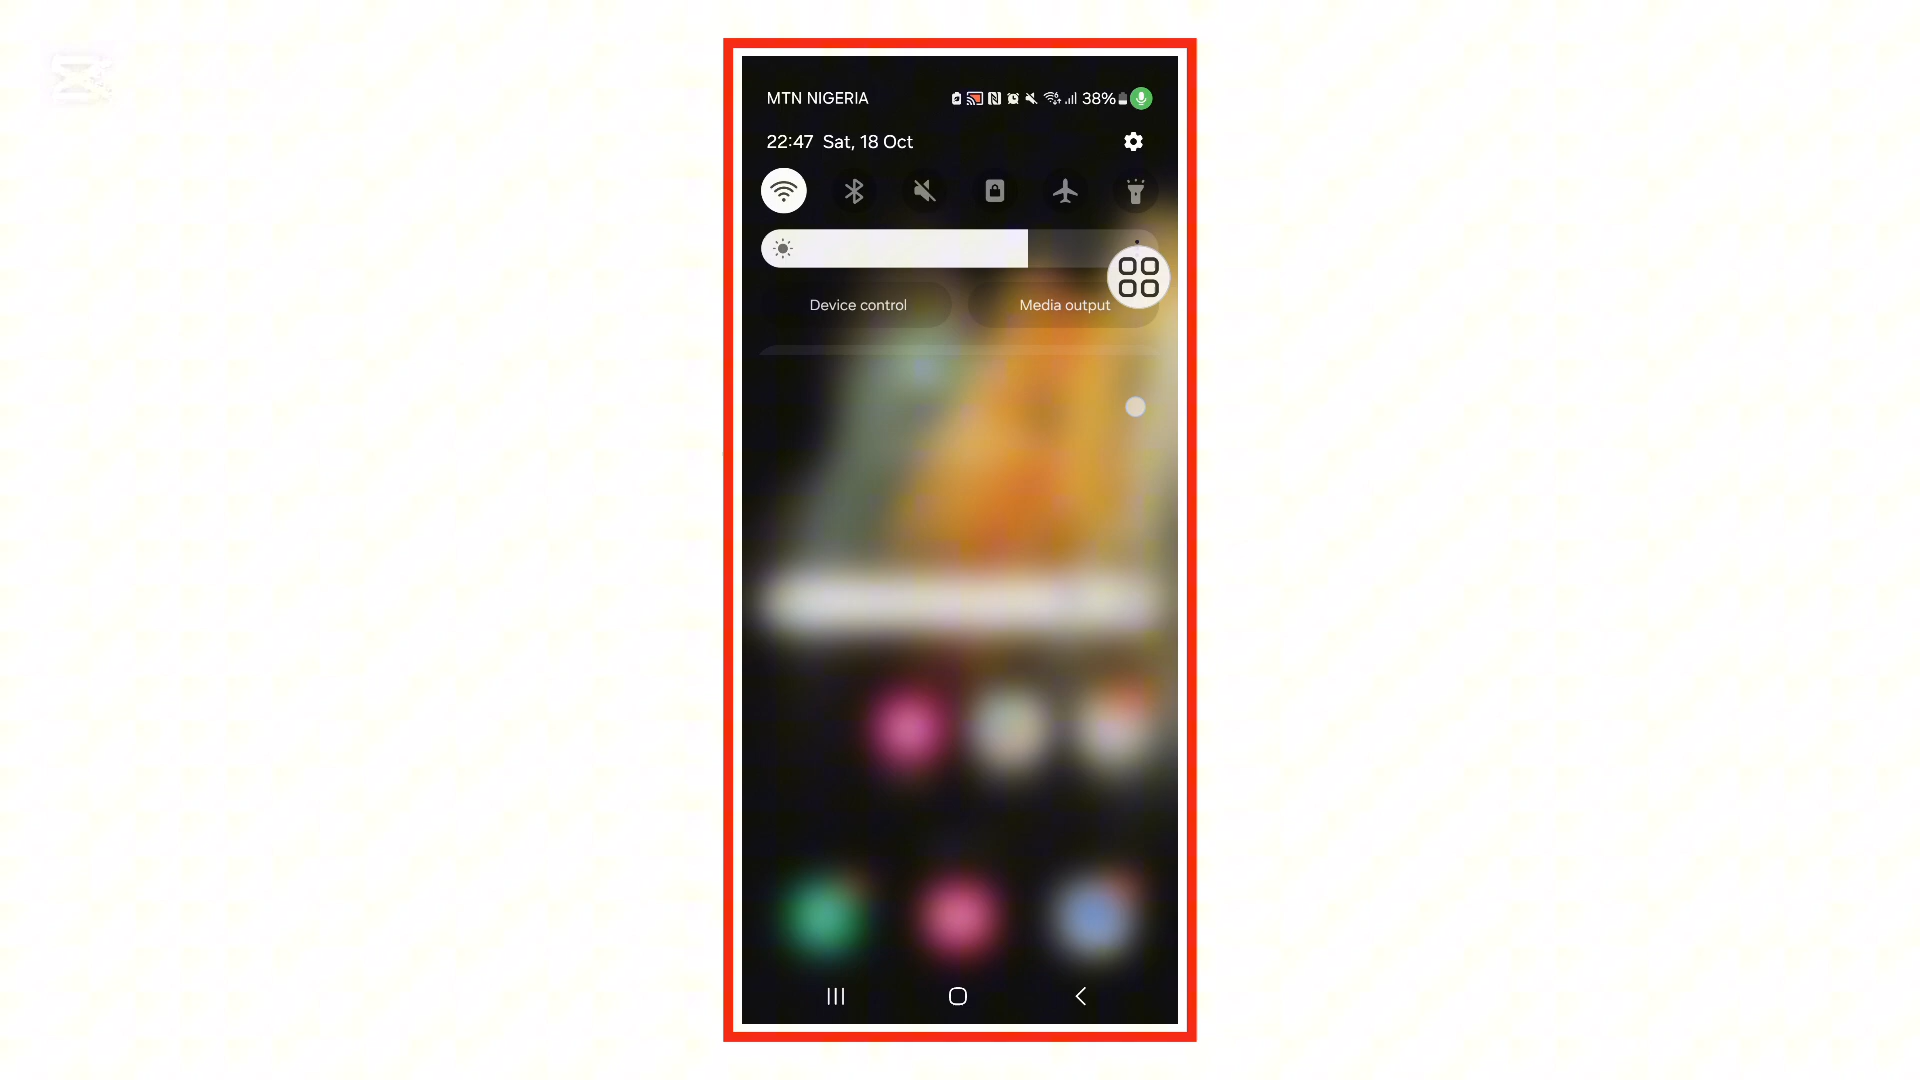 MTN NIGERIA 38%
22:47 Sat, 18 Oct
Device control Media output